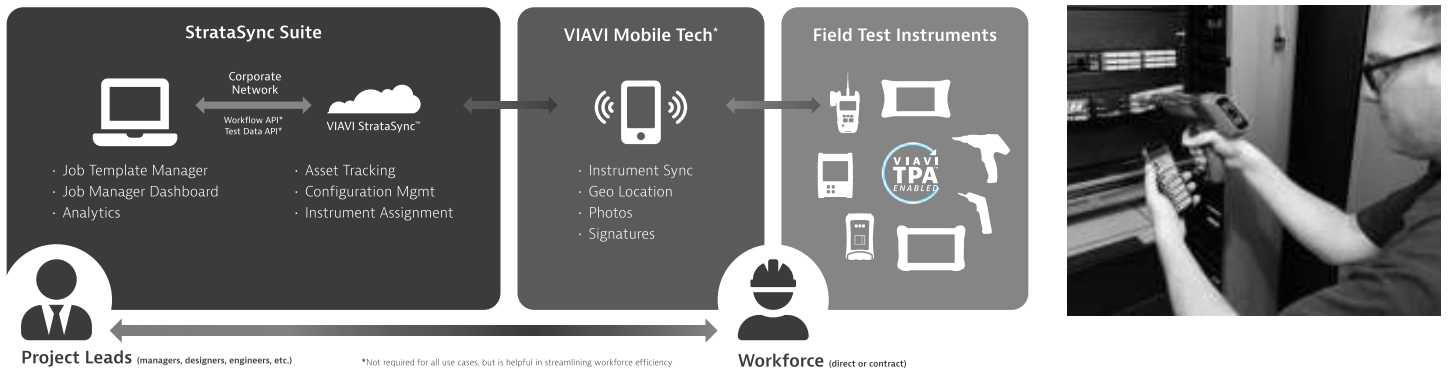 StrataSync Suite
Corporate
Network
Workflow API*
Test Data API*
VIAVI StrataSync™
· Job Template Manager
· Job Manager Dashboard
· Analytics
· Asset Tracking
· Configuration Mgmt
· Instrument Assignment
VIAVI Mobile Tech*
· Instrument Sync
· Geo Location
· Photos
· Signatures
Field Test Instruments
VIAVI
TPA
ENABLED
Project Leads (managers, designers, engineers, etc.)
*Not required for all use cases, but is helpful in streamlining workforce efficiency
Workforce (direct or contract)